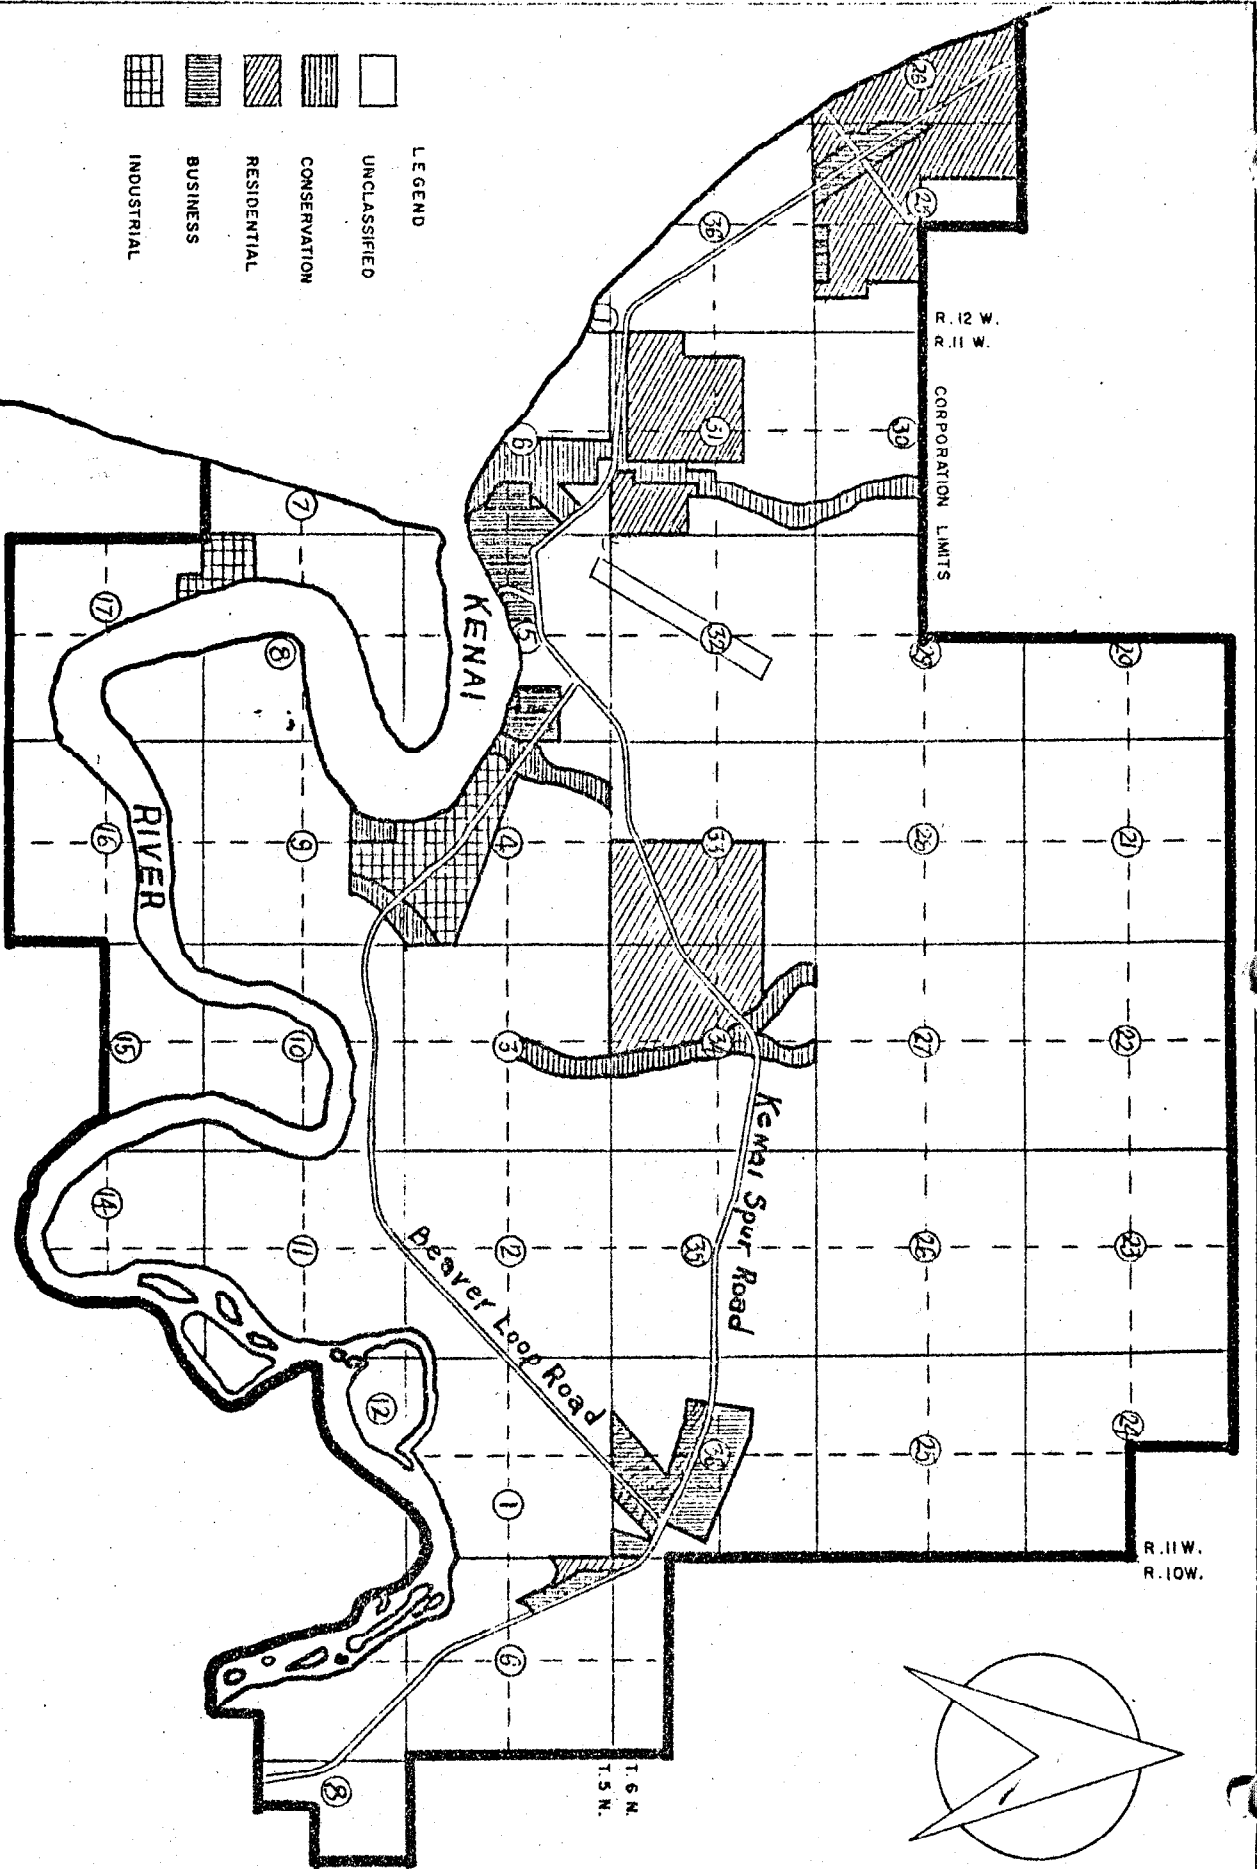 LEGEND
UNCLASSIFIED
CONSERVATION
RESIDENTIAL
BUSINESS
INDUSTRIAL
R. 12 W.
R. 11 W.
CORPORATION LIMITS
R. 11 W.
R. 10 W.
T. 6 N.
T. 5 N.
KENAI
RIVER
Kenai Spur Road
Beaver Loop Road
20
21
22
23
24
29
28
27
26
25
26
25
30
36
31
32
33
34
35
36
1
6
5
4
3
2
1
6
7
8
9
10
11
12
8
17
16
15
14